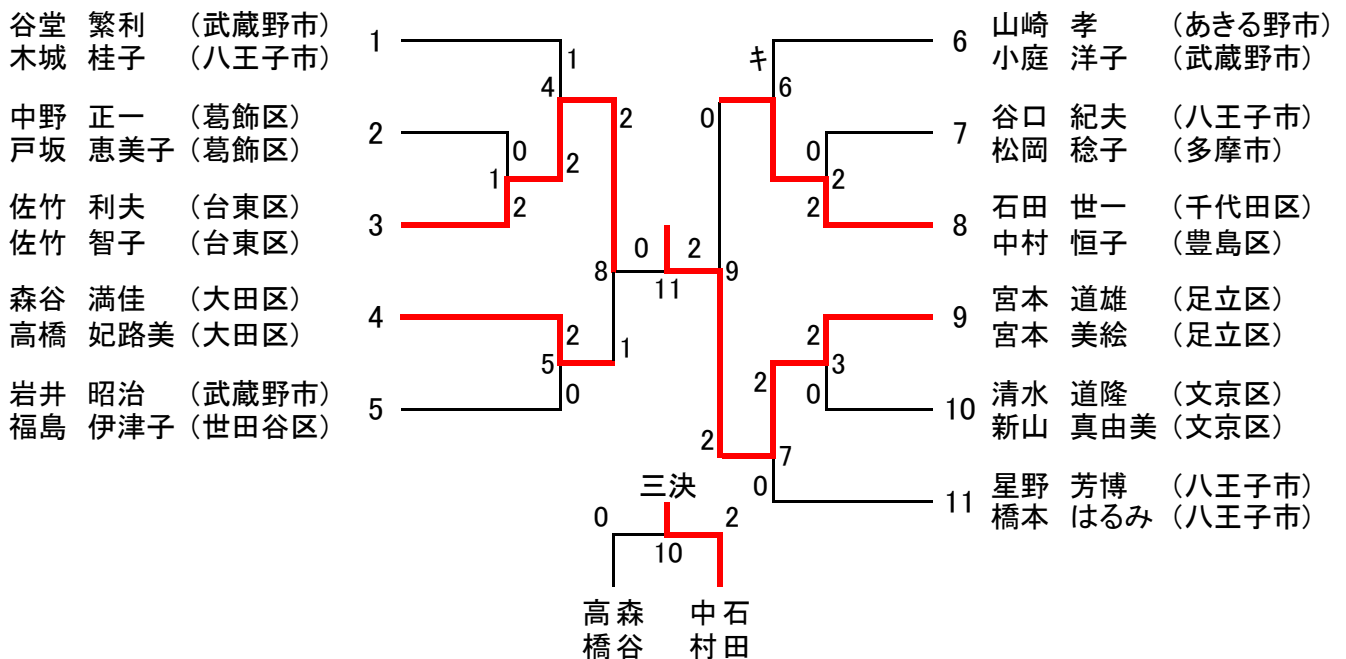 谷堂 繁利 （武蔵野市）
木城 桂子 （八王子市）
1
中野 正一 （葛飾区）
戸坂 恵美子 （葛飾区）
2
佐竹 利夫 （台東区）
佐竹 智子 （台東区）
3
森谷 満佳 （大田区）
高橋 妃路美 （大田区）
4
岩井 昭治 （武蔵野市）
福島 伊津子 （世田谷区）
5
1
4
2
0
1
2
2
8
0
11
2
9
2
5
1
0
6
山崎 孝 （あきる野市）
小庭 洋子 （武蔵野市）
7
谷口 紀夫 （八王子市）
松岡 稔子 （多摩市）
8
石田 世一 （千代田区）
中村 恒子 （豊島区）
9
宮本 道雄 （足立区）
宮本 美絵 （足立区）
10
清水 道隆 （文京区）
新山 真由美 （文京区）
11
星野 芳博 （八王子市）
橋本 はるみ （八王子市）
キ
6
0
0
2
2
2
3
2
0
2
7
0
三決
0
2
10
高橋
森谷
中村
石田